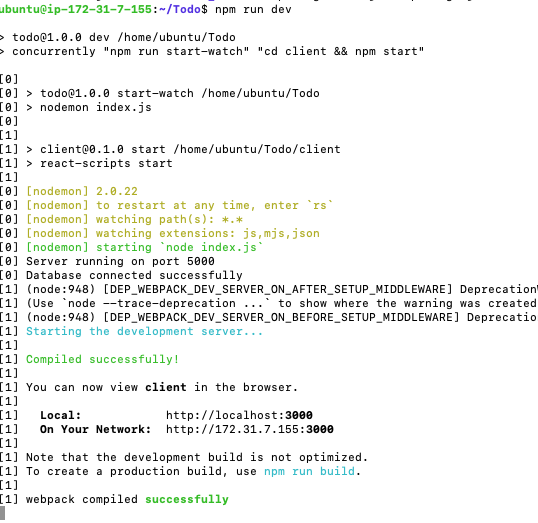 ubuntu@ip-172-31-7-155:~/Todo$ npm run dev
> todo@1.0.0 dev /home/ubuntu/Todo
> concurrently "npm run start-watch" "cd client && npm start"
[0]
[0] > todo@1.0.0 start-watch /home/ubuntu/Todo
[0] > nodemon index.js
[0]
[1]
[1] > client@0.1.0 start /home/ubuntu/Todo/client
[1] > react-scripts start
[1]
[0] [nodemon] 2.0.22
[0] [nodemon] to restart at any time, enter `rs`
[0] [nodemon] watching path(s): *.*
[0] [nodemon] watching extensions: js,mjs,json
[0] [nodemon] starting `node index.js`
[0] Server running on port 5000
[0] Database connected successfully
[1] (node:948) [DEP_WEBPACK_DEV_SERVER_ON_AFTER_SETUP_MIDDLEWARE] Deprecation
[1] (Use `node --trace-deprecation ...` to show where the warning was created
[1] (node:948) [DEP_WEBPACK_DEV_SERVER_ON_BEFORE_SETUP_MIDDLEWARE] Deprecatio
[1] Starting the development server...
[1]
[1] Compiled successfully!
[1]
[1] You can now view client in the browser.
[1]
[1] Local: http://localhost:3000
[1] On Your Network: http://172.31.7.155:3000
[1]
[1] Note that the development build is not optimized.
[1] To create a production build, use npm run build.
[1]
[1] webpack compiled successfully